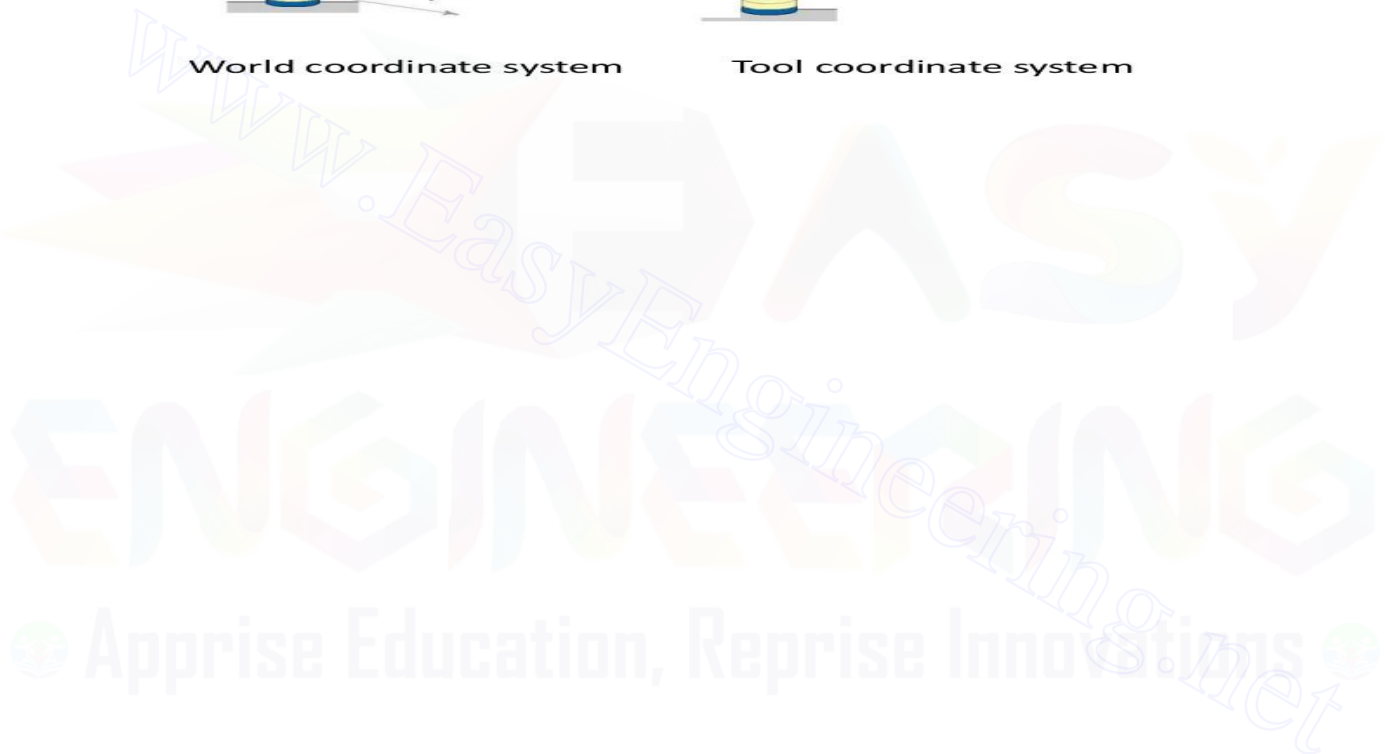 World coordinate system Tool coordinate system
www.EasyEngineering.net
EASY
ENGINEERING
Apprise Education, Reprise Innovations